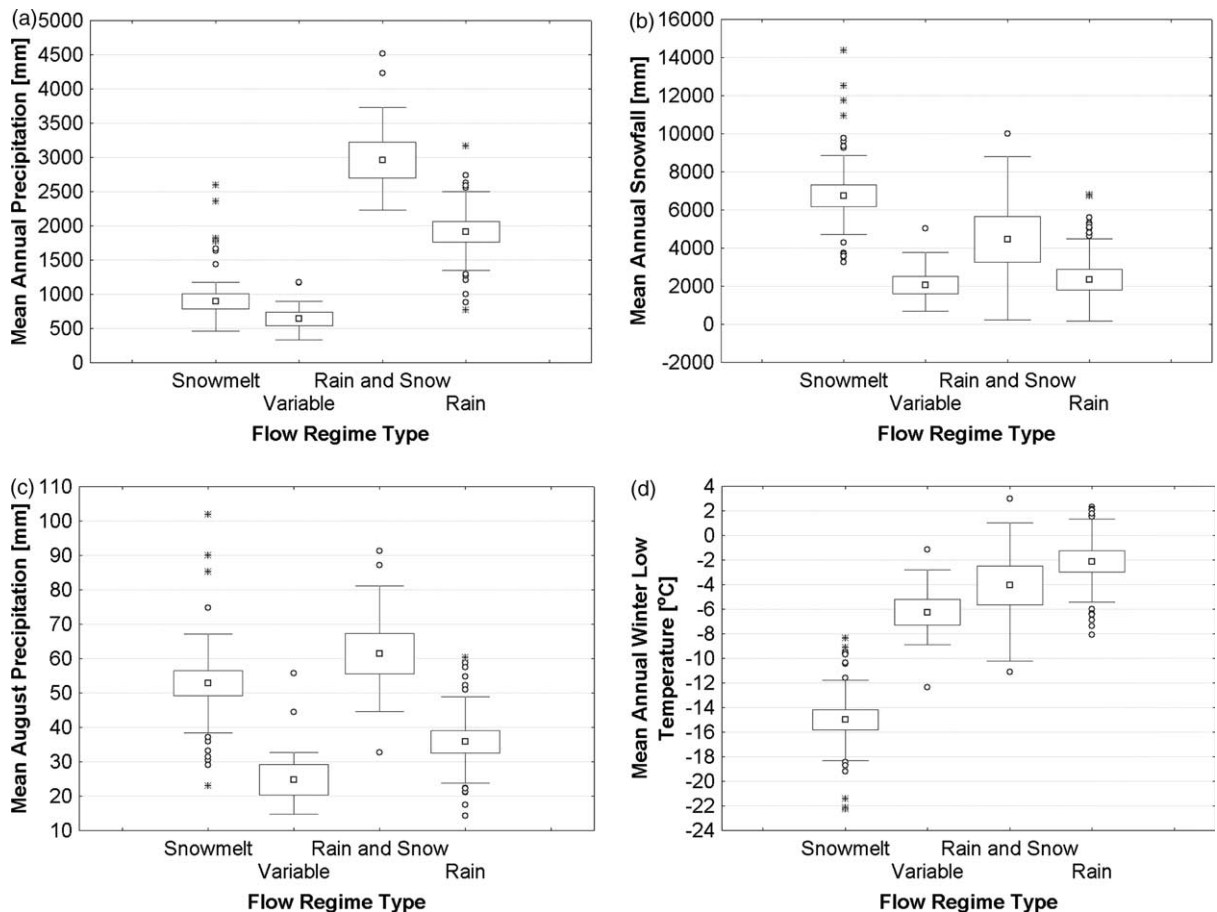 (a)
Mean Annual Precipitation [mm]
5000
4500
4000
3500
3000
2500
2000
1500
1000
500
0
Snowmelt
Rain and Snow
Variable
Rain
Flow Regime Type
(b)
Mean Annual Snowfall [mm]
16000
14000
12000
10000
8000
6000
4000
2000
0
-2000
Snowmelt
Rain and Snow
Variable
Rain
Flow Regime Type
(c)
Mean August Precipitation [mm]
110
100
90
80
70
60
50
40
30
20
10
Snowmelt
Rain and Snow
Variable
Rain
Flow Regime Type
(d)
Mean Annual Winter Low
Temperature [°C]
4
2
0
-2
-4
-6
-8
-10
-12
-14
-16
-18
-20
-22
-24
Snowmelt
Rain and Snow
Variable
Rain
Flow Regime Type